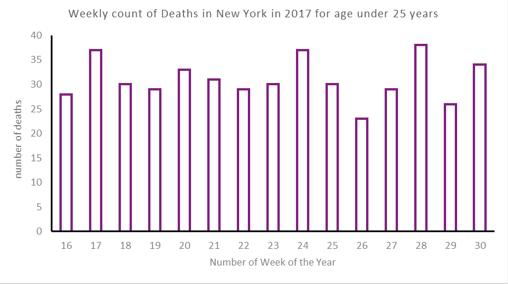 Weekly count of Deaths in New York in 2017 for age under 25 years
number of deaths
40
35
30
25
20
15
10
5
0
16 17 18 19 20 21 22 23 24 25 26 27 28 29 30
Number of Week of the Year